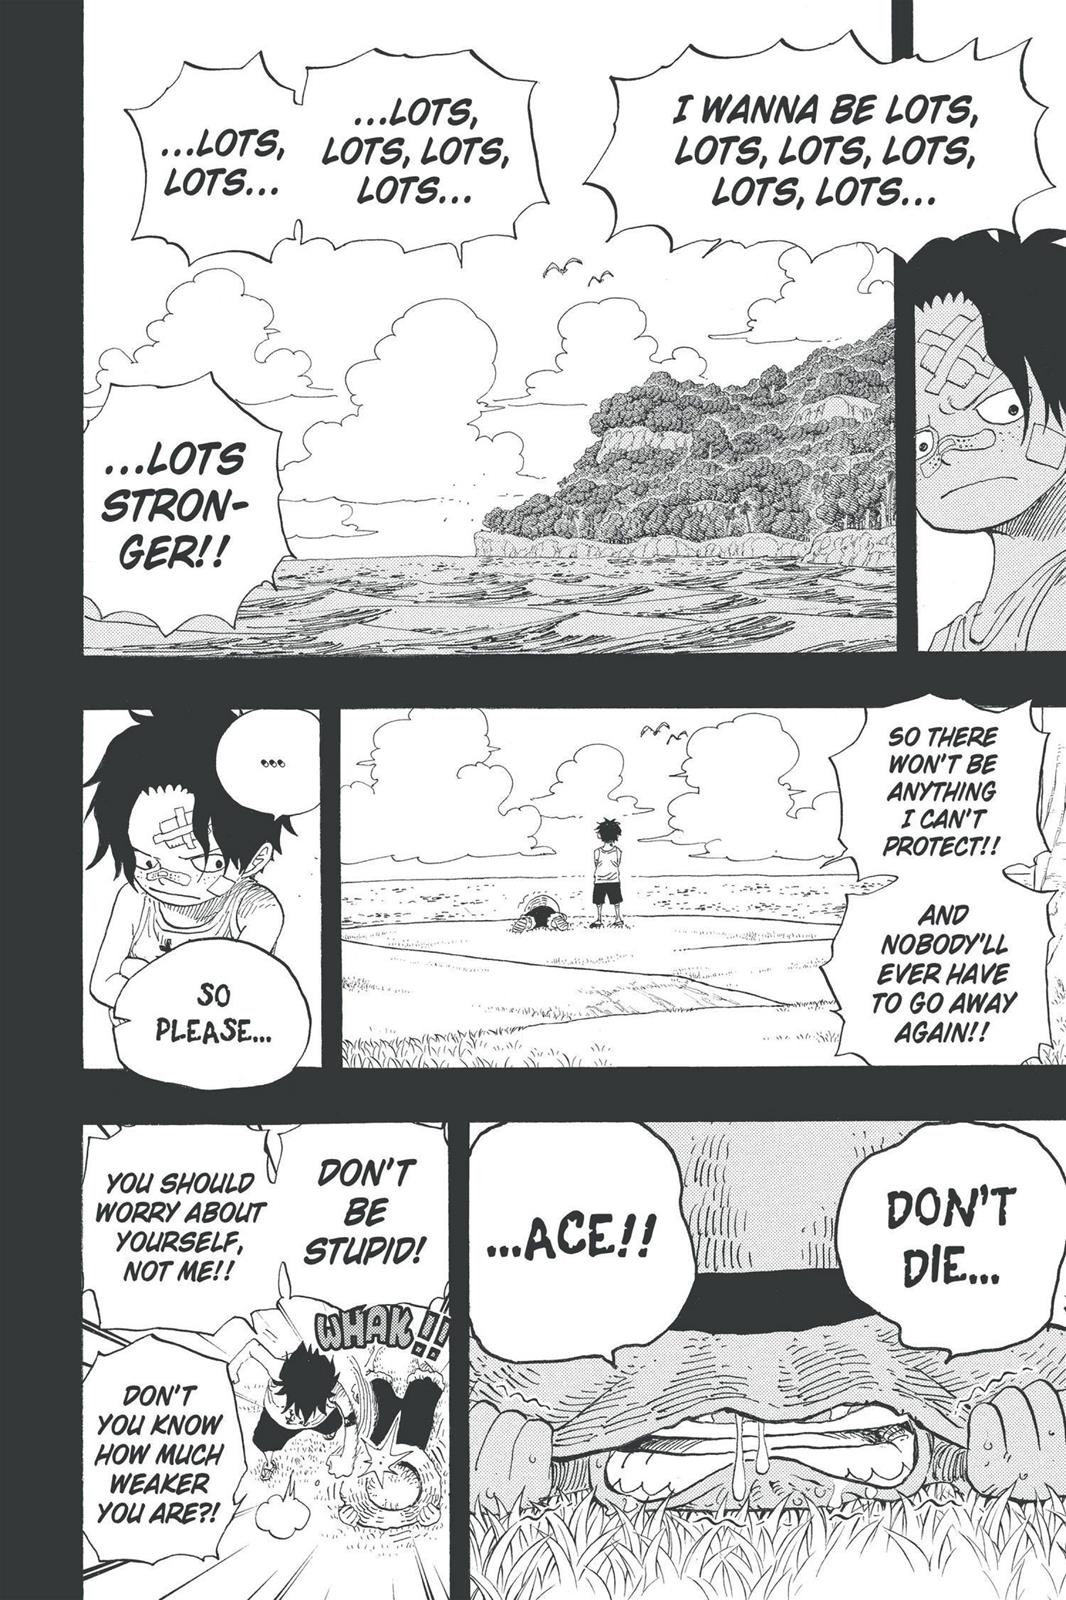 I WANNA BE LOTS,
LOTS, LOTS, LOTS,
LOTS, LOTS...
...LOTS,
LOTS, LOTS,
LOTS...
...LOTS,
LOTS...
...LOTS
STRON-
GER!!
SO THERE
WON'T BE
ANYTHING
I CAN'T
PROTECT!!
AND
NOBODY'LL
EVER HAVE
TO GO AWAY
AGAIN!!
...
SO
PLEASE...
DON'T
DIE...
...ACE!!
DON'T
BE
STUPID!
YOU SHOULD
WORRY ABOUT
YOURSELF,
NOT ME!!
WHAK!!
DON'T
YOU KNOW
HOW MUCH
WEAKER
YOU ARE?!